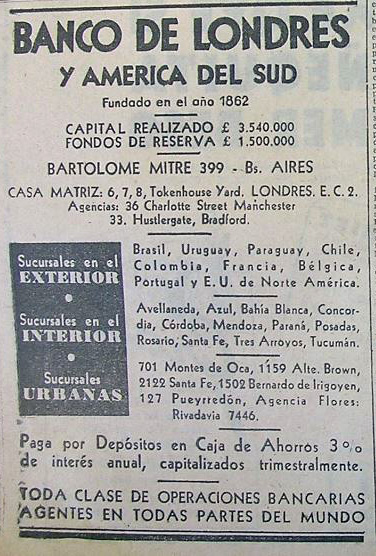 BANCO DE LONDRES
Y AMERICA DEL SUD
Fundado en el año 1862
CAPITAL REALIZADO £ 3.540.000
FONDOS DE RESERVA £ 1.500.000
BARTOLOME MITRE 399 - Bs. AIRES
CASA MATRIZ: 6, 7, 8, Tokenhouse Yard, LONDRES. E. C. 2.
Agencias: 36 Charlotte Street Manchester
33. Hustlergate, Bradford.
Sucursales en el
EXTERIOR
Brasil, Uruguay, Paraguay, Chile,
Colombia, Francia, Bélgica,
Portugal y E. U. de Norte América.
Sucursales en el
INTERIOR
Avellaneda, Azul, Bahía Blanca, Concor-
dia, Córdoba, Mendoza, Paraná, Posadas,
Rosario, Santa Fe, Tres Arroyos, Tucumán.
Sucursales
URBANAS
701 Montes de Oca, 1159 Alte. Brown,
2122 Santa Fe, 1502 Bernardo de Irigoyen,
127 Pueyrredón, Agencia Flores:
Rivadavia 7446.
Paga por Depósitos en Caja de Ahorros 3 %
de interés anual, capitalizados trimestralmente.
TODA CLASE DE OPERACIONES BANCARIAS
AGENTES EN TODAS PARTES DEL MUNDO